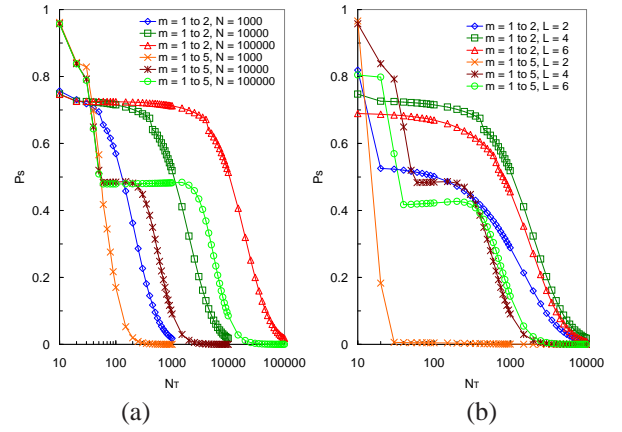 m = 1 to 2, N = 1000
m = 1 to 2, N = 10000
m = 1 to 2, N = 100000
m = 1 to 5, N = 1000
m = 1 to 5, N = 10000
m = 1 to 5, N = 100000
1
0.8
0.6
0.4
0.2
0
Ps
10 100 1000 10000 100000
NT
(a)
m = 1 to 2, L = 2
m = 1 to 2, L = 4
m = 1 to 2, L = 6
m = 1 to 5, L = 2
m = 1 to 5, L = 4
m = 1 to 5, L = 6
1
0.8
0.6
0.4
0.2
0
Ps
10 100 1000 10000
NT
(b)